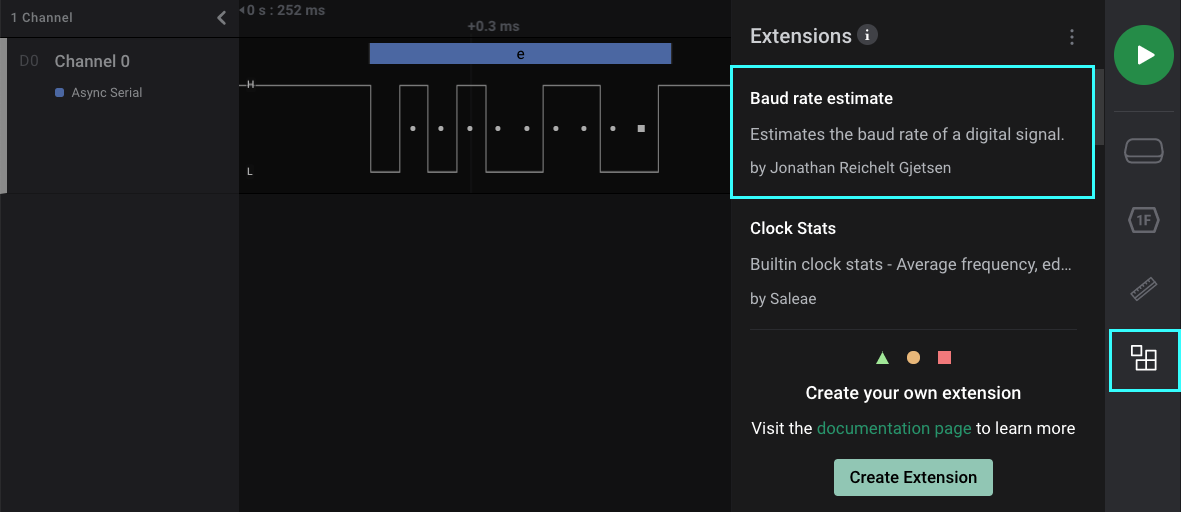 1 Channel
0 s : 252 ms
+0.3 ms
D0 Channel 0
Async Serial
e
H
L
Extensions i
Baud rate estimate
Estimates the baud rate of a digital signal.
by Jonathan Reichelt Gjetsen
Clock Stats
Builtin clock stats - Average frequency, ed…
by Saleae
Create your own extension
Visit the documentation page to learn more
Create Extension
1F